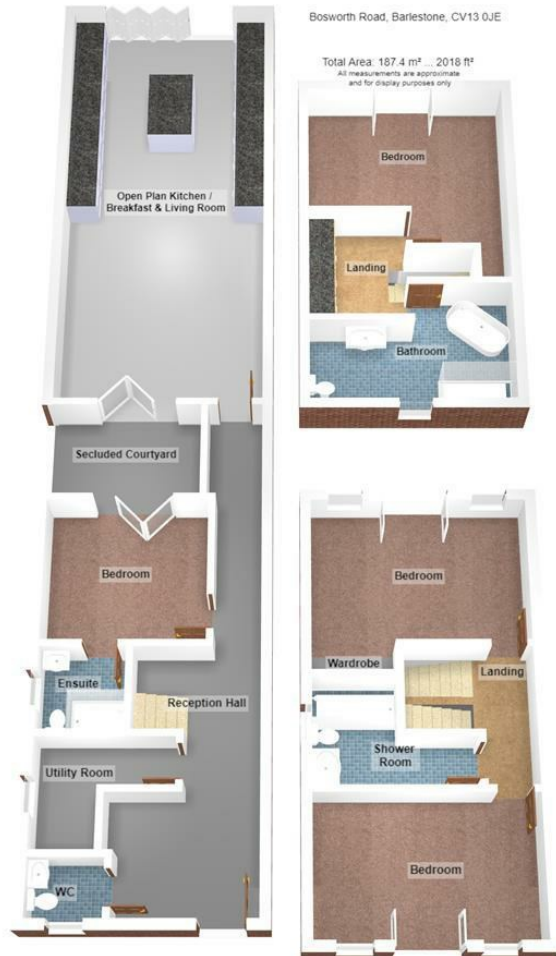 Bosworth Road, Barlestone, CV13 0JE
Total Area: 187.4 m² ... 2018 ft²
All measurements are approximate
and for display purposes only
Open Plan Kitchen /
Breakfast & Living Room
Secluded Courtyard
Bedroom
Ensuite
Reception Hall
Utility Room
WC
Bedroom
Landing
Bathroom
Bedroom
Wardrobe
Landing
Shower
Room
Bedroom